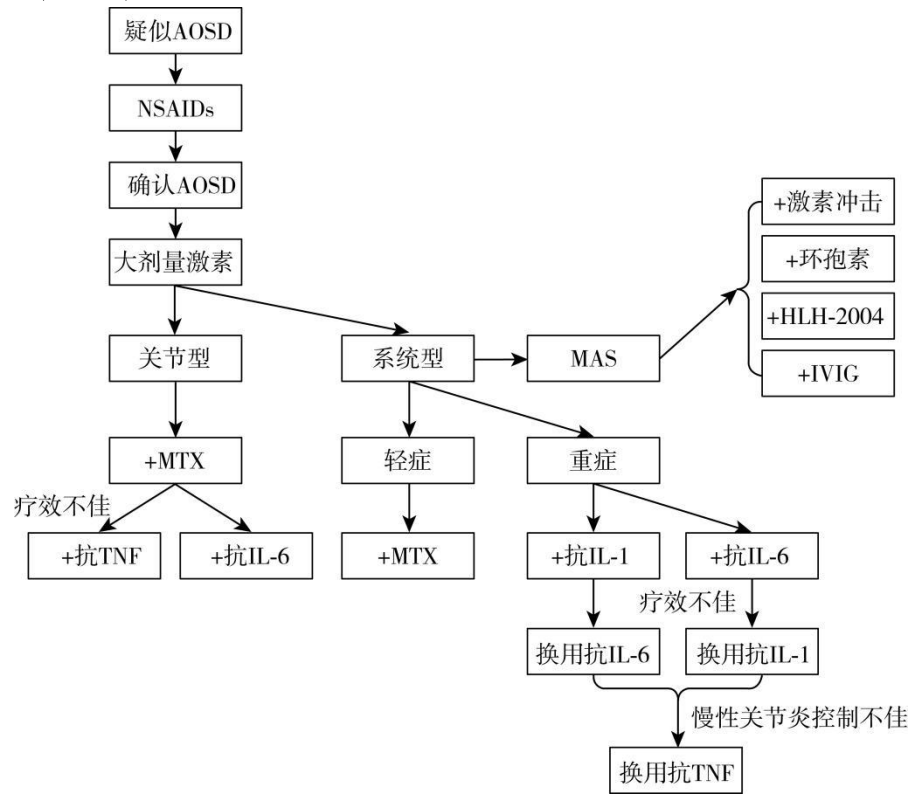 疑似AOSD
NSAIDs
确认AOSD
大剂量激素
+激素冲击
+环孢素
+HLH-2004
+IVIG
关节型
系统型
MAS
+MTX
轻症
重症
疗效不佳
+抗TNF
+抗IL-6
+MTX
+抗IL-1
+抗IL-6
疗效不佳
换用抗IL-6
换用抗IL-1
慢性关节炎控制不佳
换用抗TNF